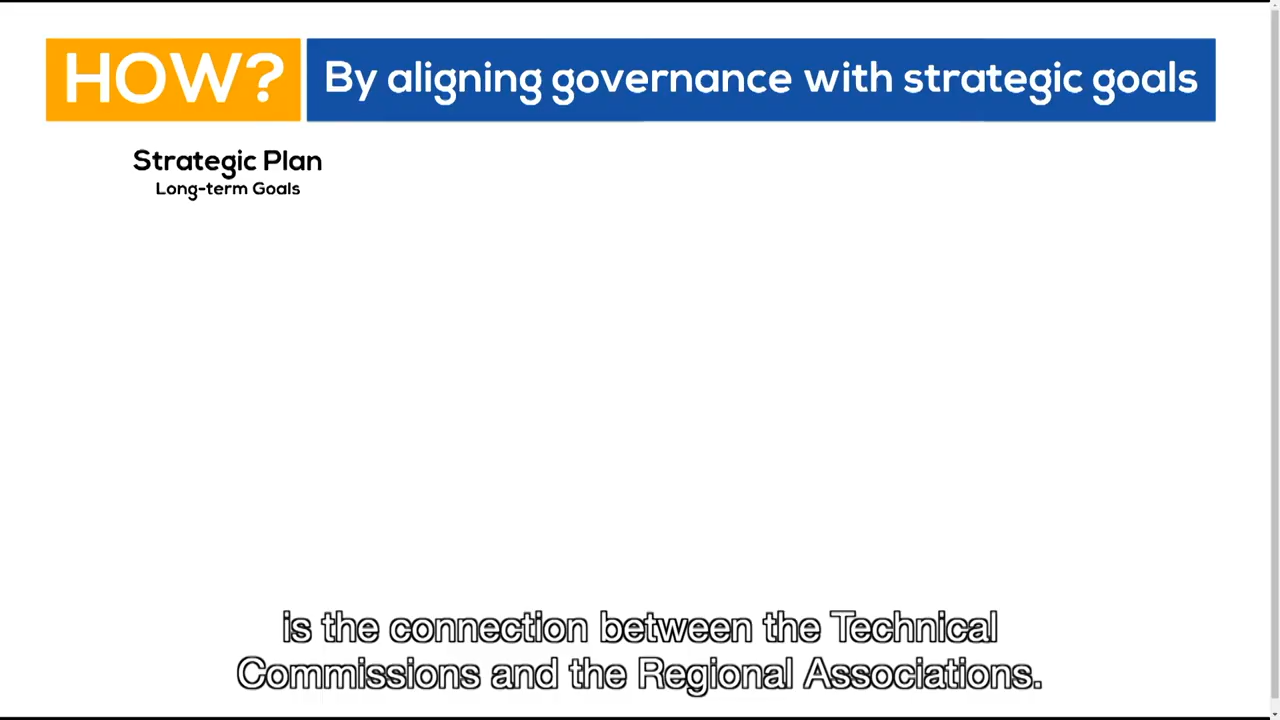 HOW? By aligning governance with strategic goals
Strategic Plan
Long-term Goals
is the connection between the Technical
Commissions and the Regional Associations.